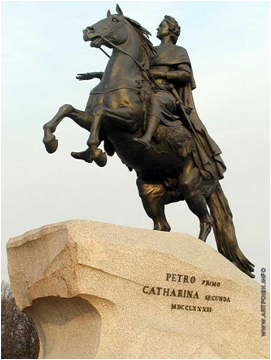 PETRO PRIMO
CATHARINA SECUNDA
MDCCLXXXII
WWW.ARTPOISK.INFO